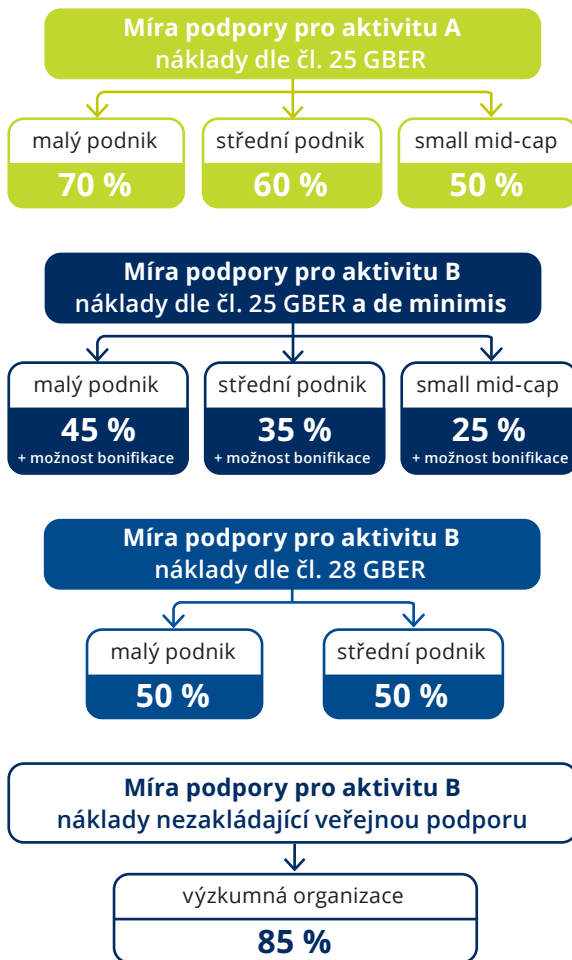 Míra podpory pro aktivitu A
náklady dle čl. 25 GBER
malý podnik
70 %
střední podnik
60 %
small mid-cap
50 %
Míra podpory pro aktivitu B
náklady dle čl. 25 GBER a de minimis
malý podnik
45 %
+ možnost bonifikace
střední podnik
35 %
+ možnost bonifikace
small mid-cap
25 %
+ možnost bonifikace
Míra podpory pro aktivitu B
náklady dle čl. 28 GBER
malý podnik
50 %
střední podnik
50 %
Míra podpory pro aktivitu B
náklady nezakládající veřejnou podporu
výzkumná organizace
85 %